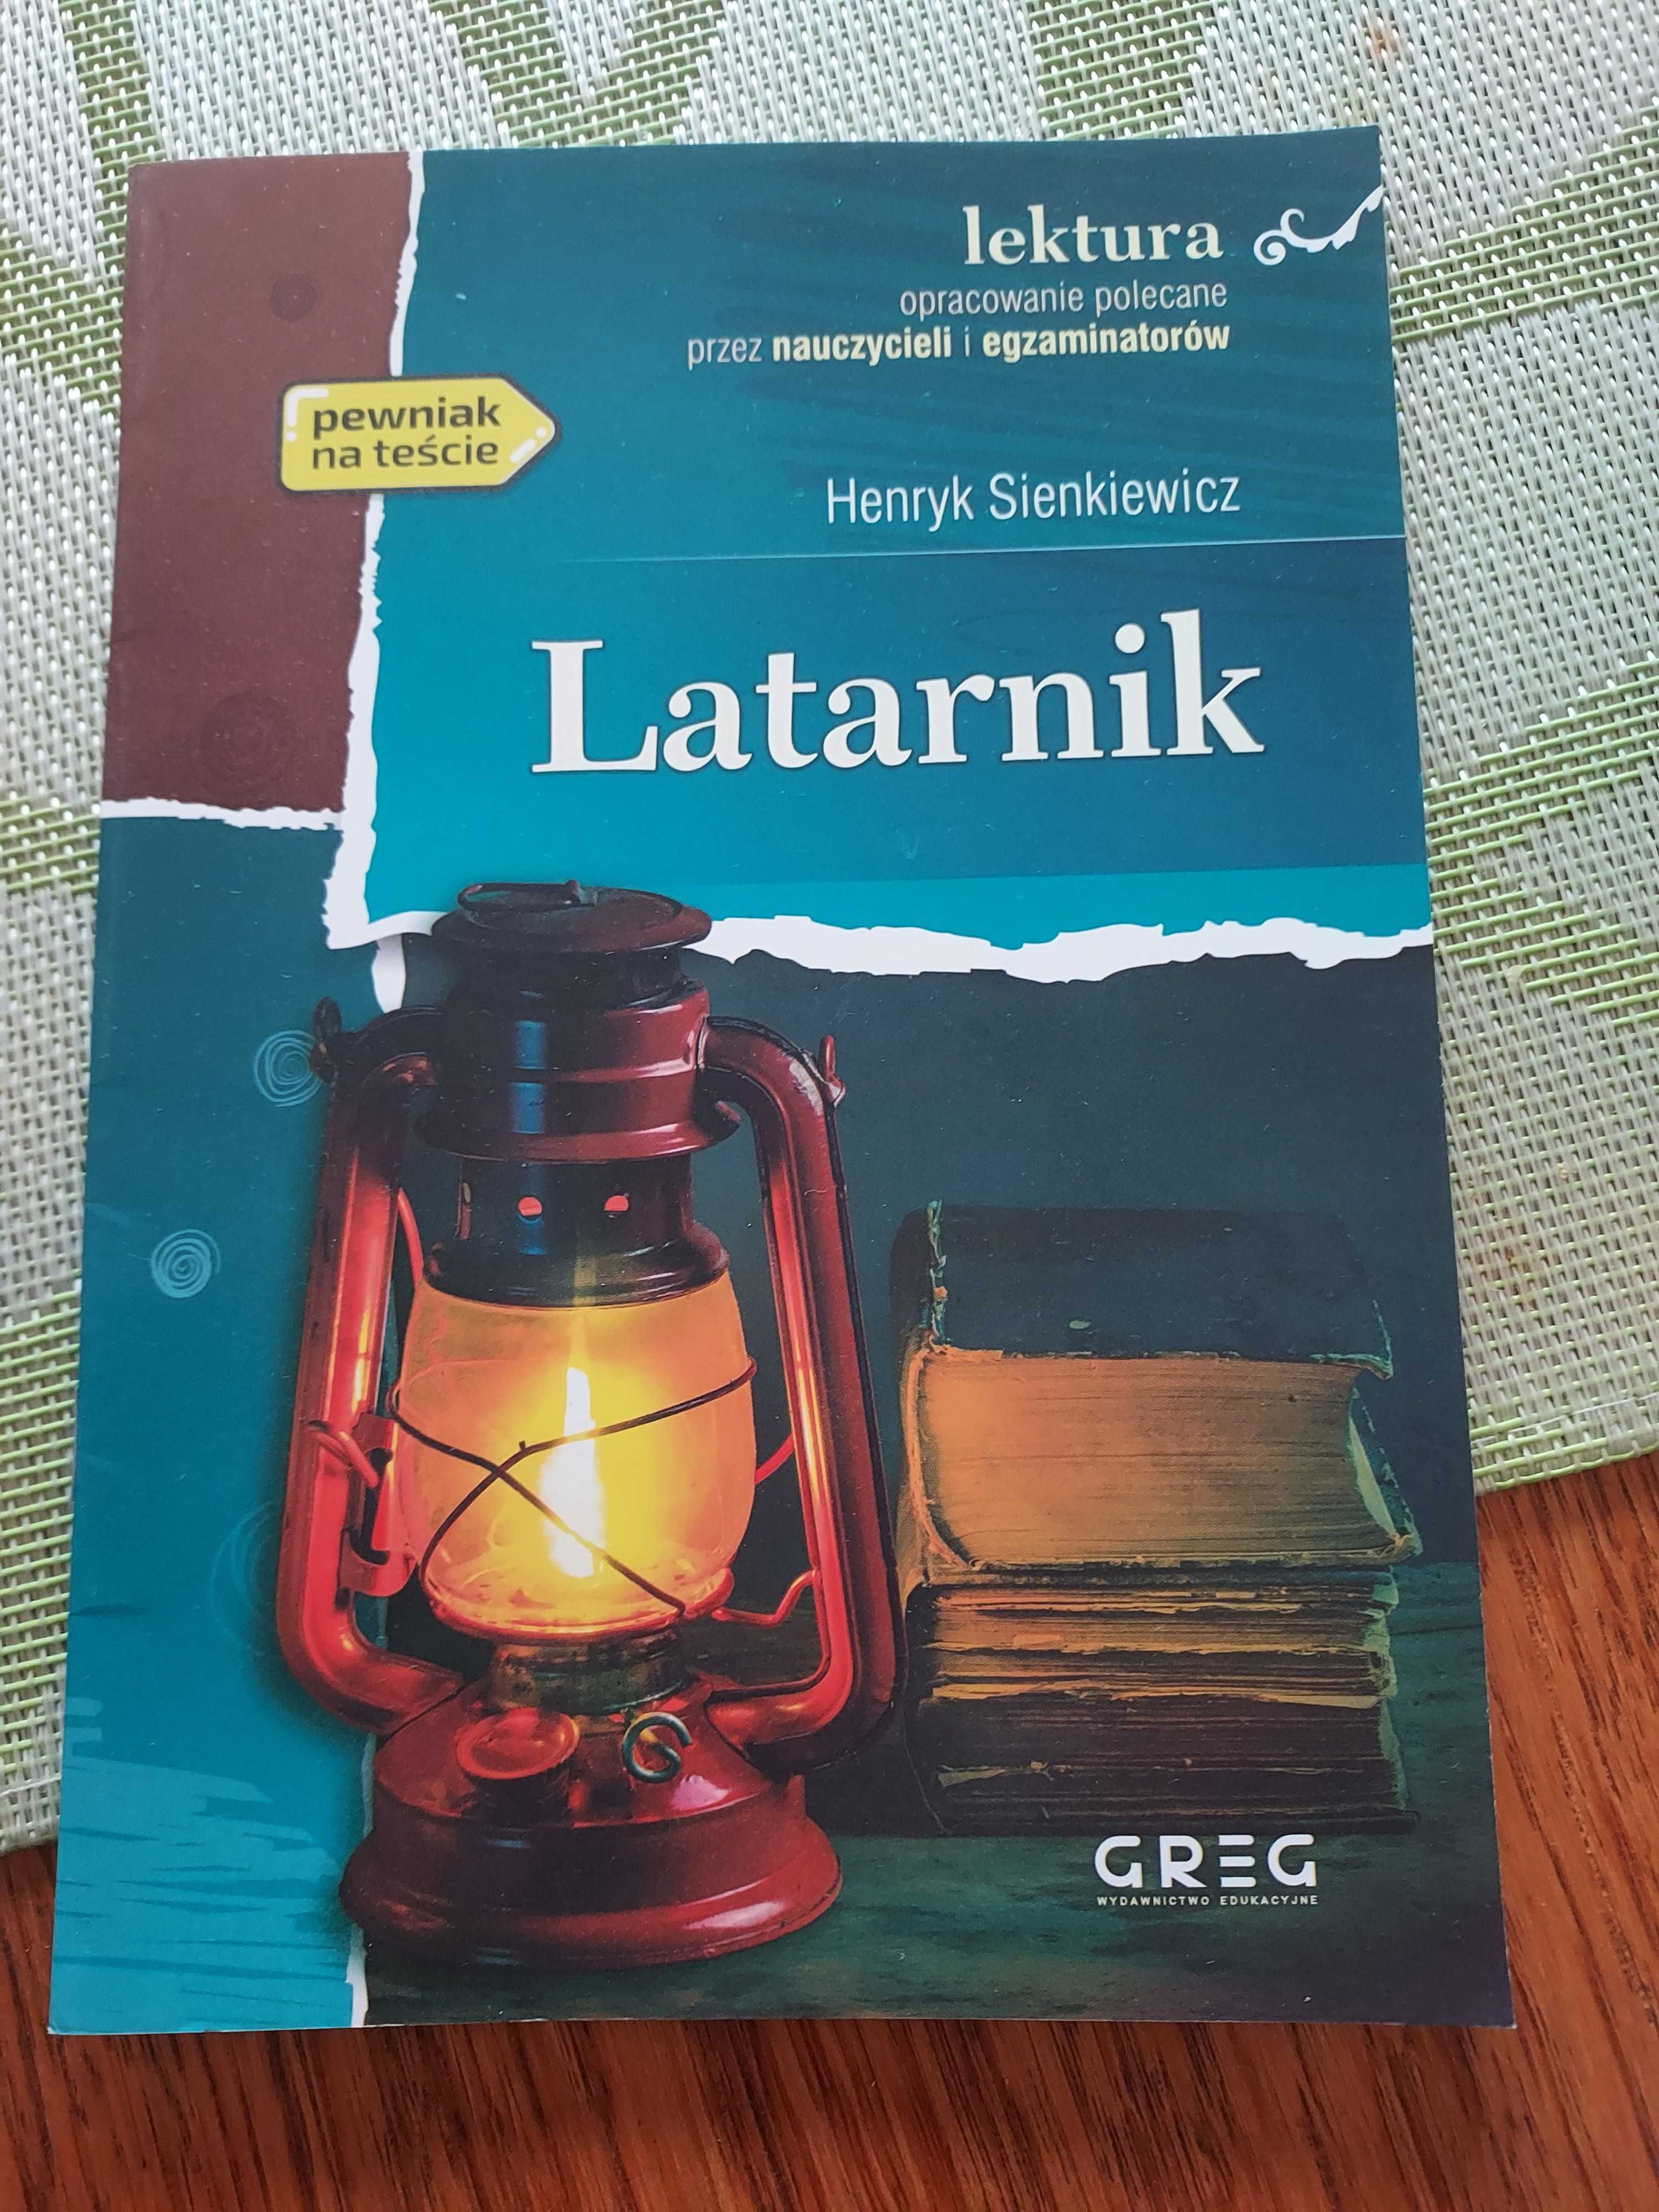 lektura
opracowanie polecane
przez nauczycieli i egzaminatorów
pewniak
na teście
Henryk Sienkiewicz
Latarnik
GREG
WYDAWNICTWO EDUKACYJNE